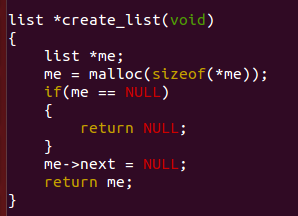 list *create_list(void)
{
    list *me;
    me = malloc(sizeof(*me));
    if(me == NULL)
    {
        return NULL;
    }
    me->next = NULL;
    return me;
}